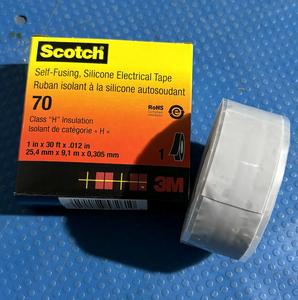 Scotch
Self-Fusing, Silicone Electrical Tape
Ruban isolant à la silicone autosoudant
70
RoHS
Class "H" Insulation
Isolant de catégorie « H »
1 in x 30 ft x .012 in
25,4 mm x 9,1 m x 0,305 mm
1
3M